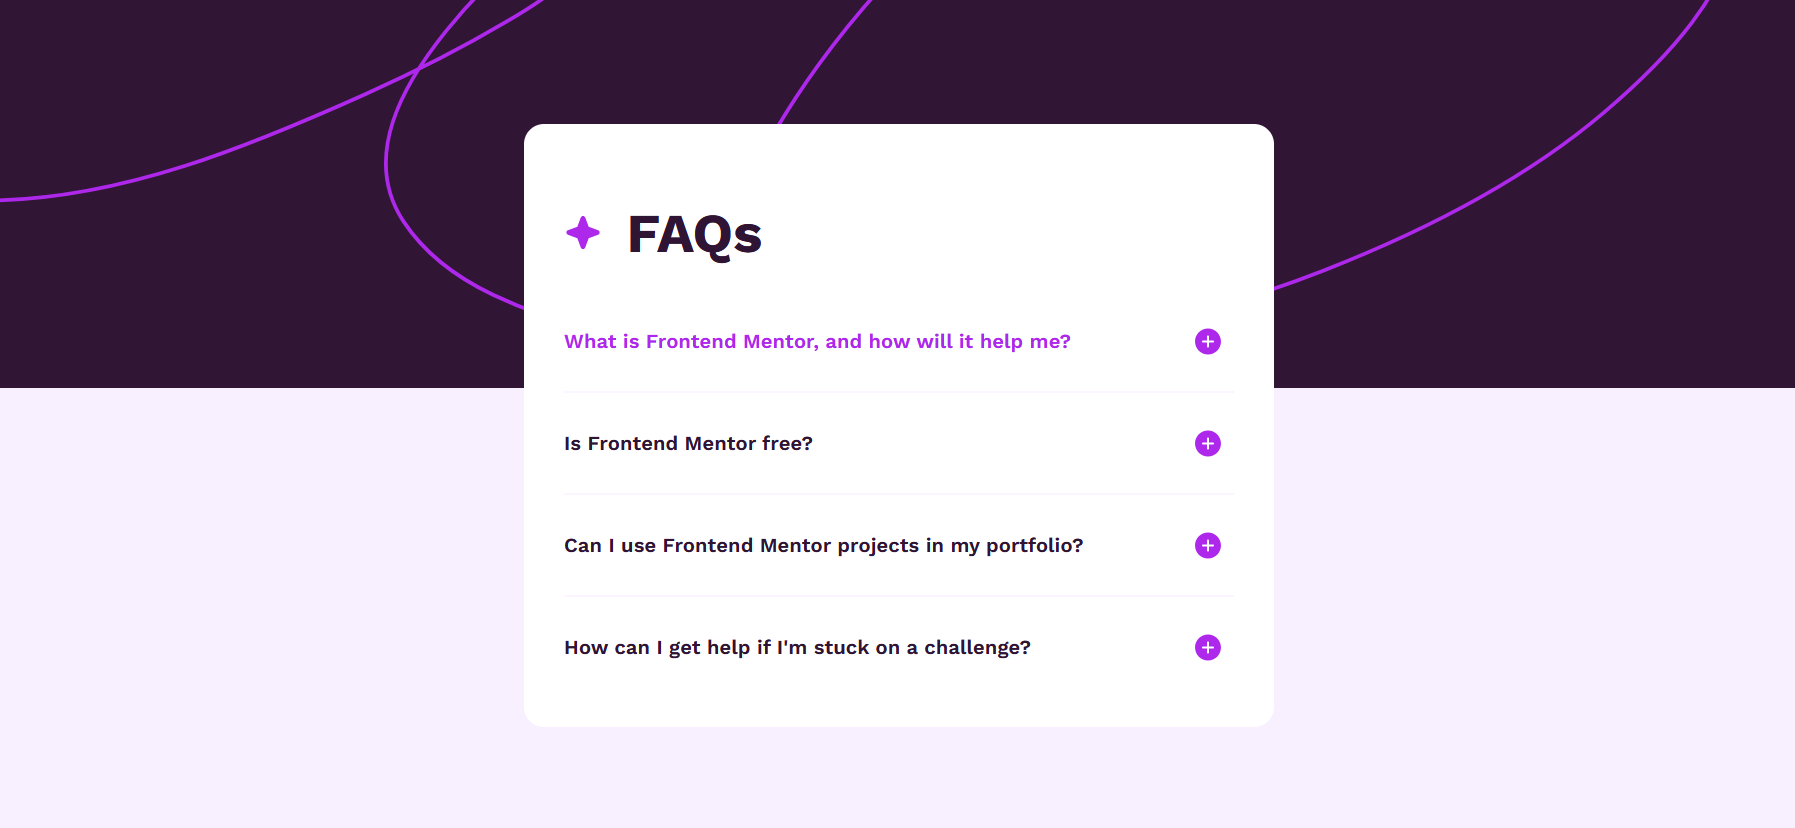 FAQs
What is Frontend Mentor, and how will it help me?
Is Frontend Mentor free?
Can I use Frontend Mentor projects in my portfolio?
How can I get help if I'm stuck on a challenge?